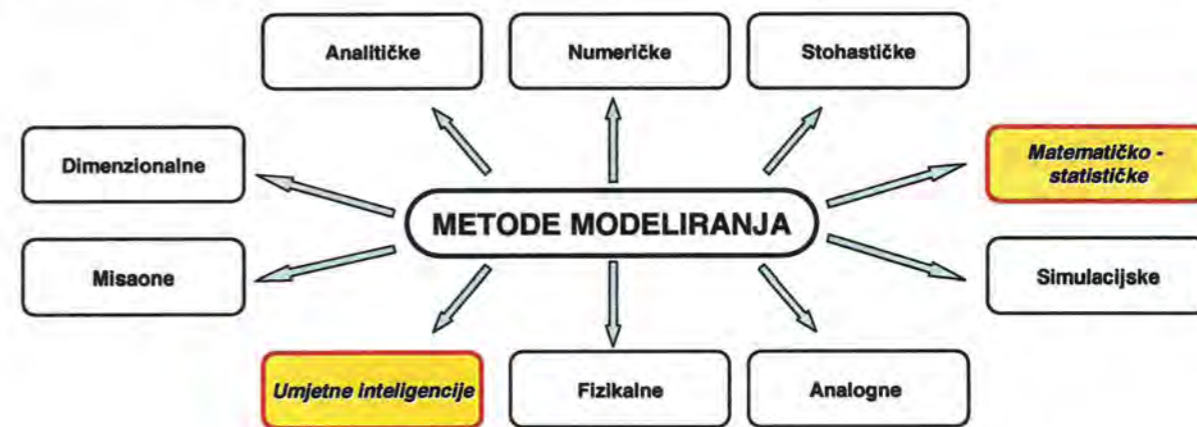 Analitičke
Numeričke
Stohastičke
Dimenzionalne
Matematičko -
statističke
METODE MODELIRANJA
Misaone
Simulacijske
Umjetne inteligencije
Fizikalne
Analogne